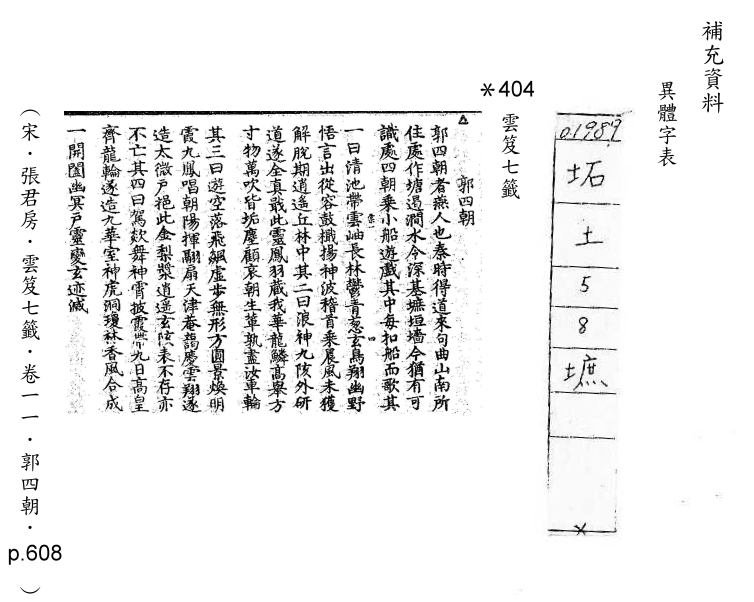 補充資料
異體字表
o.1989
坧
土
5
8
墌
*404
雲笈七籤
郭四朝
郭四朝者燕人也秦時得道來句曲山南所
住處作塘遏澗水令深基墌垣墻今猶有可
識處四朝乘小船遊戲其中每扣船而歌其
一曰清池帶雲岫長林鬱青葱玄鳥翔幽野
悟言出從容鼓檝揚神波稽首乘晨風未獲
解脫期逍遙丘林中其二曰浪神九陔外研
道遂全真戢此靈鳳羽藏我華龍鱗高舉方
寸物萬吹皆垢塵顧哀朝生蕈孰盡汝車輪
其三曰遊空落飛飆虛步無形方圓景煥明
霞九鳳唱朝陽揮翮扇天津菴藹慶雲翔遂
造太微戶挹此金梨漿逍遙玄陔表不存亦
不亡其四曰駕欻舞神霄披霞帶九日高皇
齊龍輪遂造九華室神虎洞瓊林香風合成
一開闔幽冥戶靈變玄迹滅
（宋．張君房．雲笈七籤．卷一一．郭四朝．p.608）